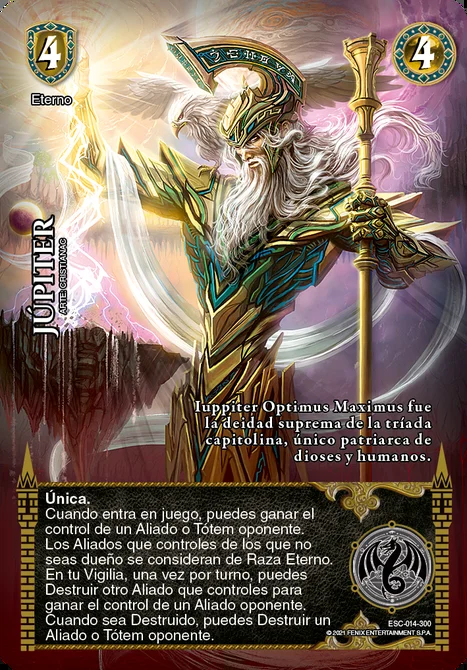 4
4
Eterno
JÚPITER
ARTE: CRISTIANAC
Iuppiter Optimus Maximus fue
la deidad suprema de la tríada
capitolina, único patriarca de
dioses y humanos.
Única.
Cuando entra en juego, puedes ganar el
control de un Aliado o Tótem oponente.
Los Aliados que controles de los que no
seas dueño se consideran de Raza Eterno.
En tu Vigilia, una vez por turno, puedes
Destruir otro Aliado que controles para
ganar el control de un Aliado oponente.
Cuando sea Destruido, puedes Destruir un
Aliado o Tótem oponente.
ESC-014-300
© 2021 FENIX ENTERTAINMENT S.P.A.